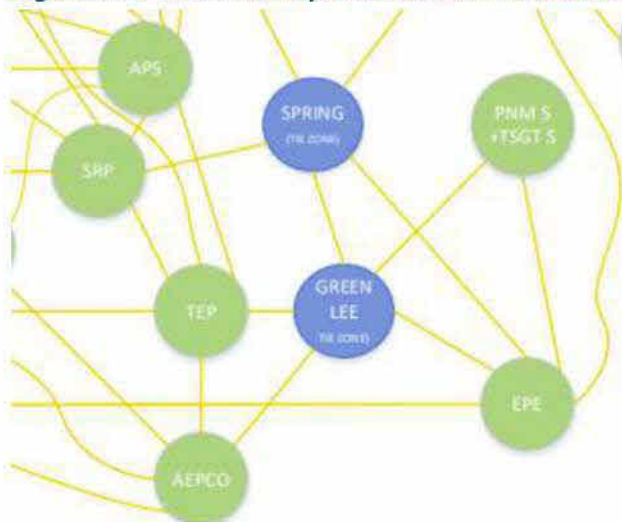 APS
SPRING
(TIE ZONE)
PNM S
+TSGT S
SRP
GREEN
LEE
TIE ZONE)
TEP
EPE
AEPCO